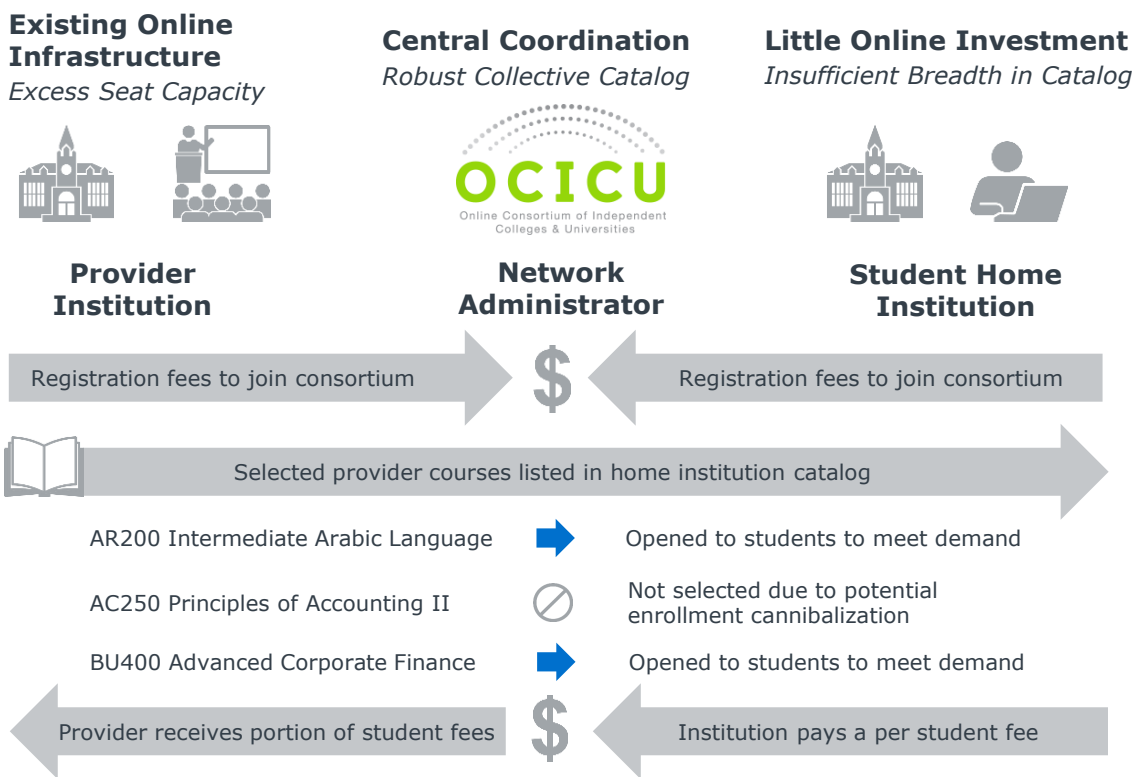 Existing Online
Infrastructure
Excess Seat Capacity
Central Coordination
Robust Collective Catalog
Little Online Investment
Insufficient Breadth in Catalog
OCICU
Online Consortium of Independent
Colleges & Universities
Provider
Institution
Network
Administrator
Student Home
Institution
Registration fees to join consortium
$
Registration fees to join consortium
Selected provider courses listed in home institution catalog
AR200 Intermediate Arabic Language
Opened to students to meet demand
AC250 Principles of Accounting II
Not selected due to potential
enrollment cannibalization
BU400 Advanced Corporate Finance
Opened to students to meet demand
Provider receives portion of student fees
$
Institution pays a per student fee